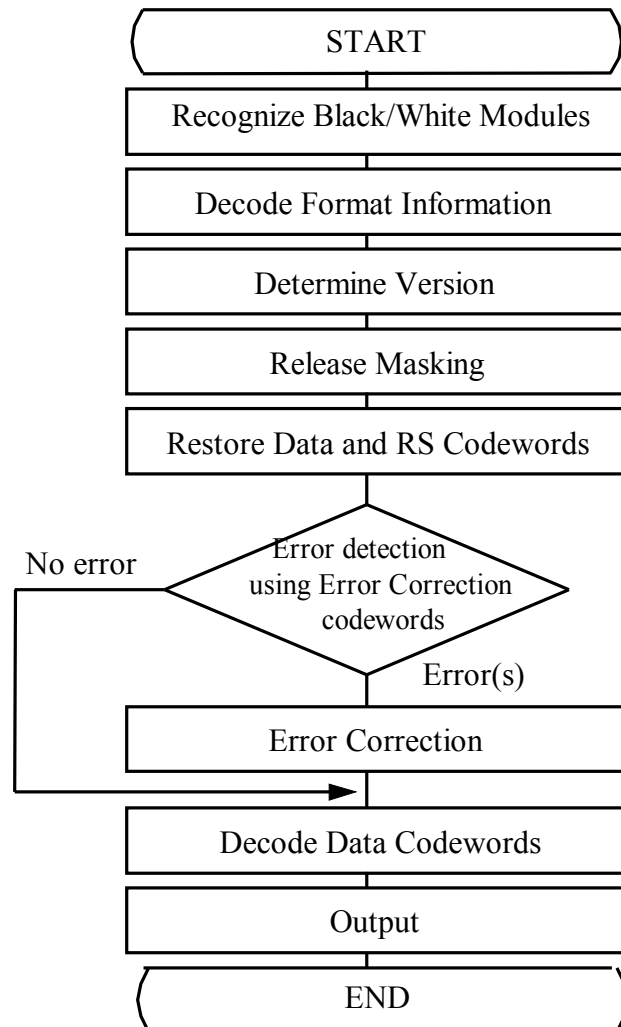 START
Recognize Black/White Modules
Decode Format Information
Determine Version
Release Masking
Restore Data and RS Codewords
No error
Error detection
using Error Correction
codewords
Error(s)
Error Correction
Decode Data Codewords
Output
END